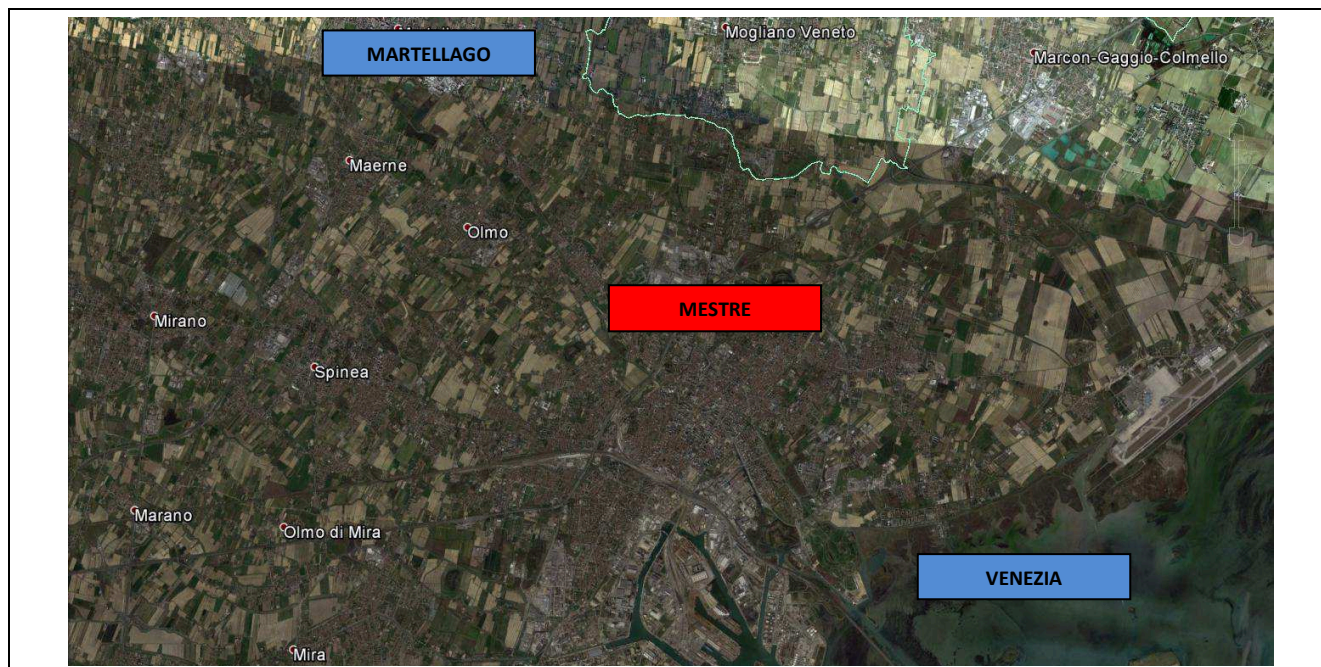 Mogliano Veneto
MARTELLAGO
Marcon-Gaggio-Colmello
Maerne
Olmo
MESTRE
Mirano
Spinea
Marano
Olmo di Mira
VENEZIA
Mira